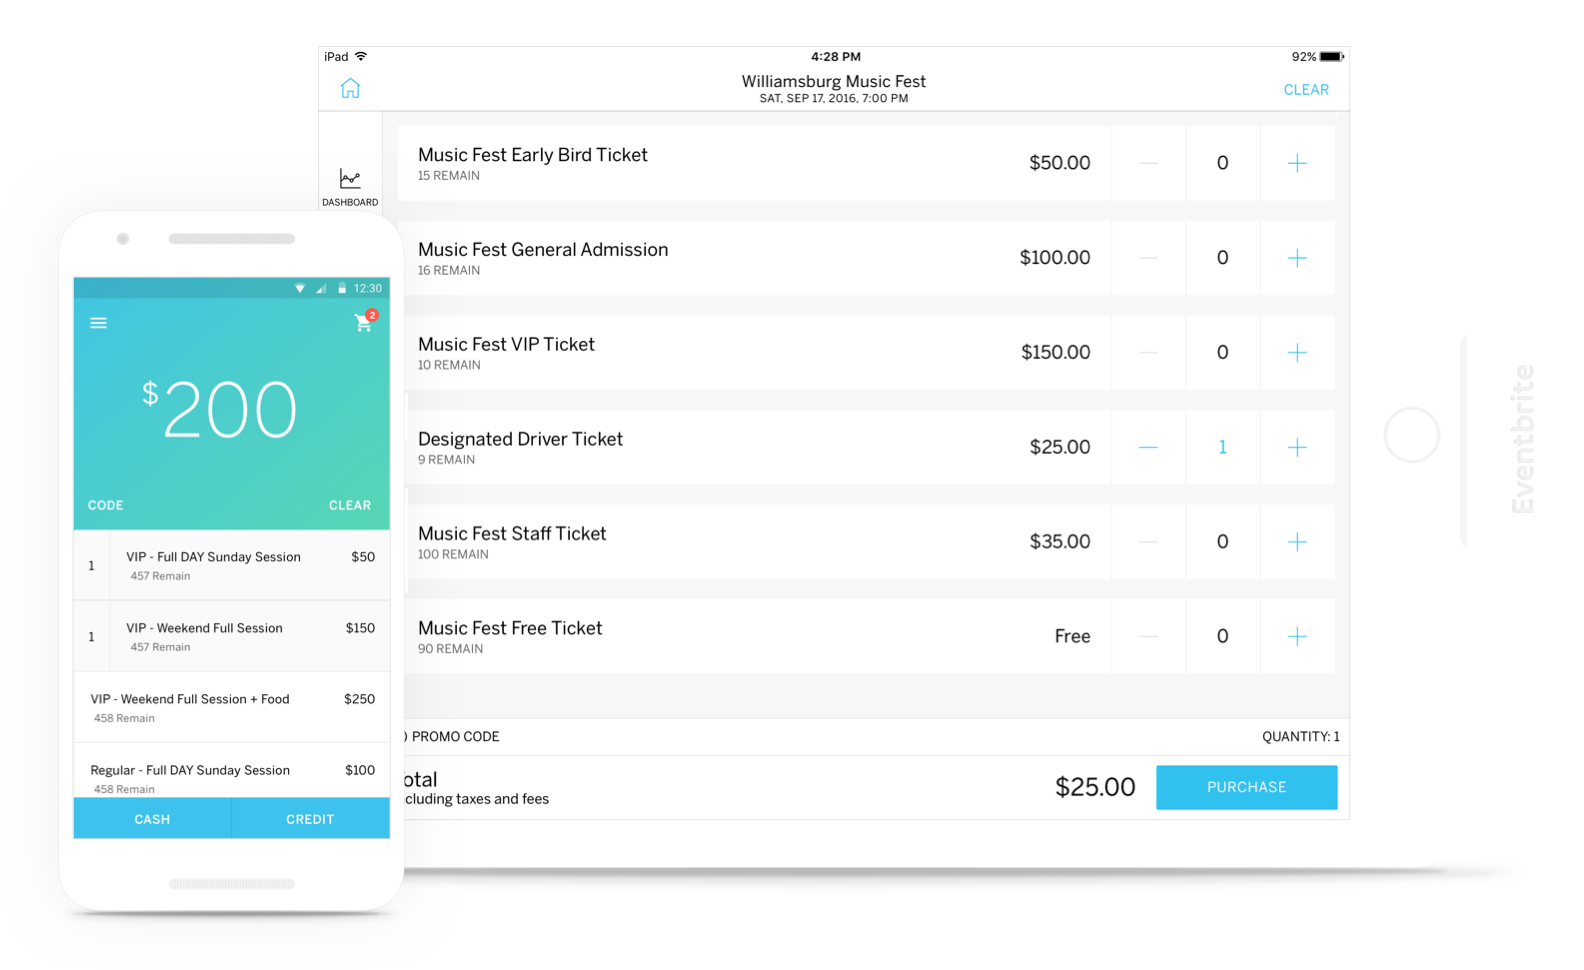 iPad
4:28 PM
92%
Williamsburg Music Fest
SAT, SEP 17, 2016, 7:00 PM
CLEAR
DASHBOARD
Music Fest Early Bird Ticket
15 REMAIN
$50.00
0
Music Fest General Admission
16 REMAIN
$100.00
0
Music Fest VIP Ticket
10 REMAIN
$150.00
0
Designated Driver Ticket
9 REMAIN
$25.00
1
Music Fest Staff Ticket
100 REMAIN
$35.00
0
Music Fest Free Ticket
90 REMAIN
Free
0
) PROMO CODE
QUANTITY: 1
otal
cluding taxes and fees
$25.00
PURCHASE
12:30
2
$200
CODE
CLEAR
1
VIP - Full DAY Sunday Session
$50
457 Remain
1
VIP - Weekend Full Session
$150
457 Remain
VIP - Weekend Full Session + Food
$250
458 Remain
Regular - Full DAY Sunday Session
$100
458 Remain
CASH
CREDIT
Eventbrite